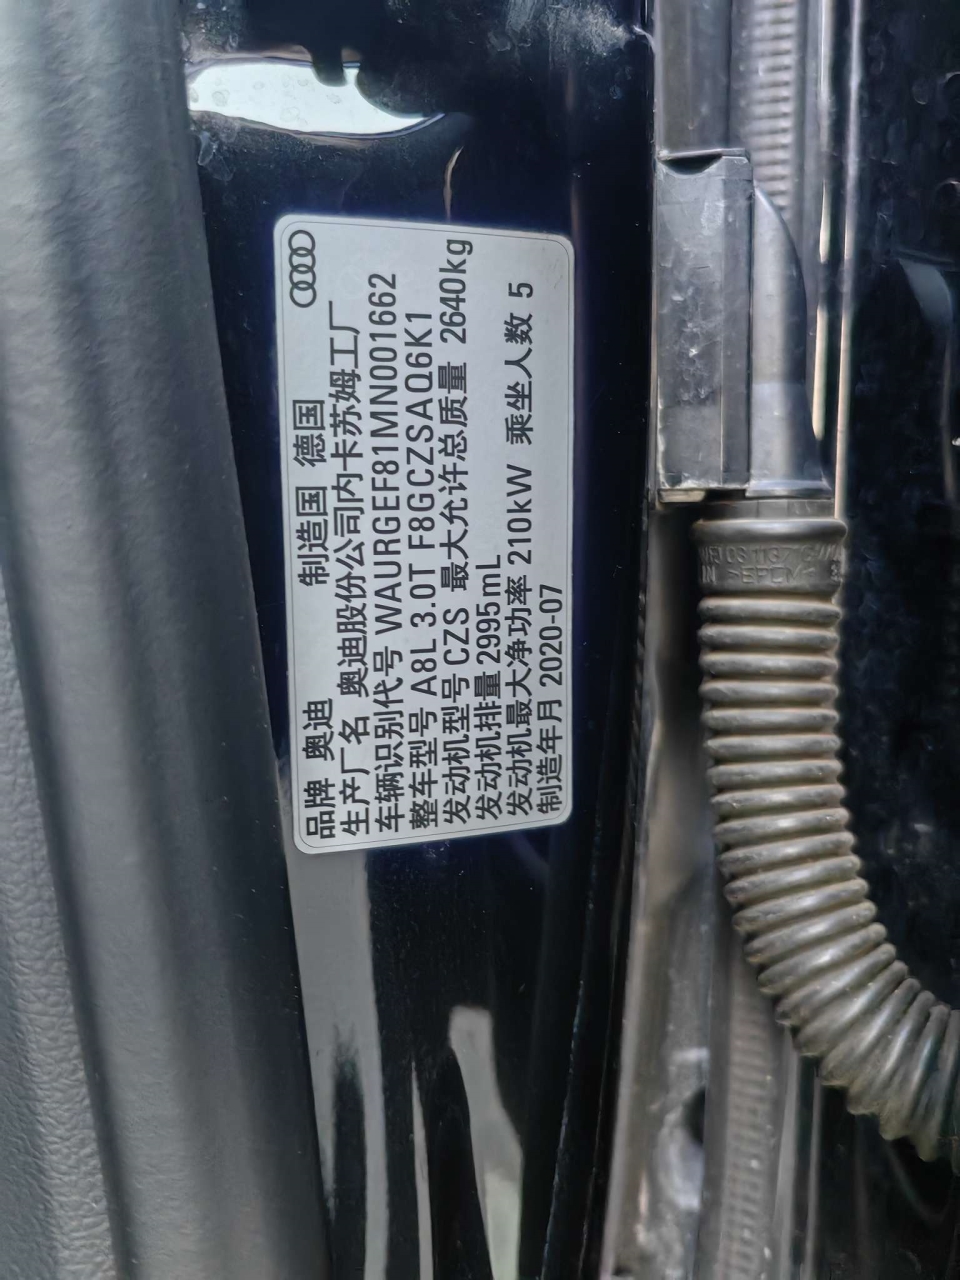 品牌 奥迪 制造国 德国
生产厂名 奥迪股份公司内卡苏姆工厂
车辆识别代号 WAURGEF81MN001662
整车型号 A8L 3.0T F8GCZSAQ6K1
发动机型号 CZS 最大允许总质量 2640kg
发动机排量 2995mL
发动机最大净功率 210kW 乘坐人数 5
制造年月 2020-07
>EPDM<